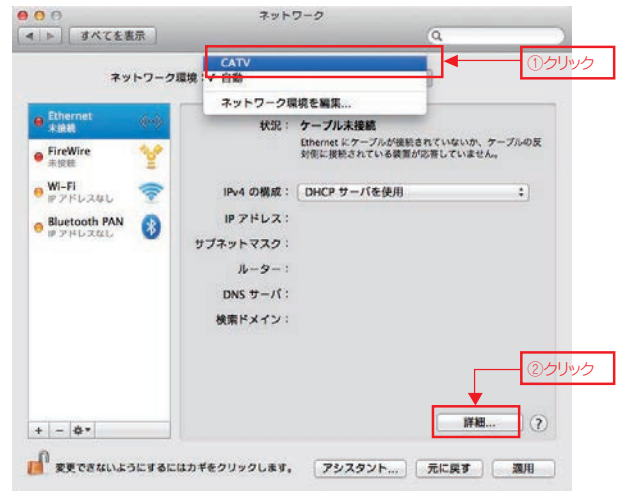 ネットワーク
すべてを表示
CATV
①クリック
ネットワーク環境：✓ 自動
ネットワーク環境を編集...
Ethernet
未接続
状況：
ケーブル未接続
Ethernet にケーブルが接続されていないか、ケーブルの反
対側に接続されている装置が応答していません。
FireWire
未接続
Wi-Fi
IP アドレスなし
IPv4 の構成：
DHCP サーバを使用
Bluetooth PAN
IP アドレスなし
IP アドレス：
サブネットマスク：
ルーター：
DNS サーバ：
検索ドメイン：
②クリック
詳細...
?
+ −
変更できないようにするにはカギをクリックします。
アシスタント...
元に戻す
適用